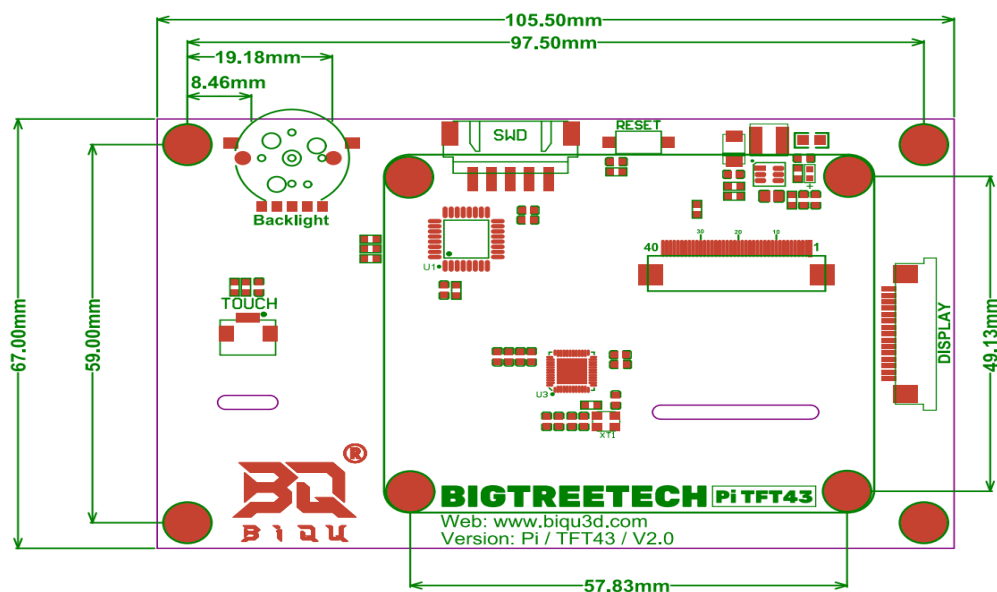 105.50mm
97.50mm
19.18mm
8.46mm
SWD
RESET
Backlight
30 20 10
40 1
U1
TOUCH
DISPLAY
67.00mm
59.00mm
49.13mm
U3
XT1
+
®
BIQU
BIGTREETECH Pi TFT43
Web: www.biqu3d.com
Version: Pi / TFT43 / V2.0
57.83mm